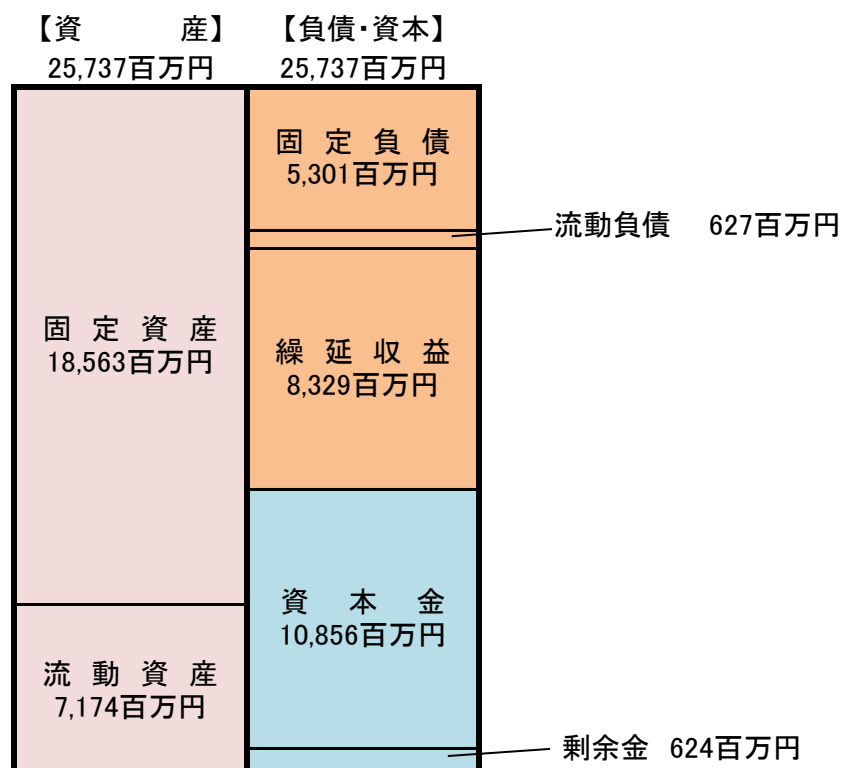 【資　　　産】
25,737百万円
【負債・資本】
25,737百万円
固 定 資 産
18,563百万円
流 動 資 産
7,174百万円
固 定 負 債
5,301百万円
流動負債　627百万円
繰 延 収 益
8,329百万円
資　本　金
10,856百万円
剰余金　624百万円